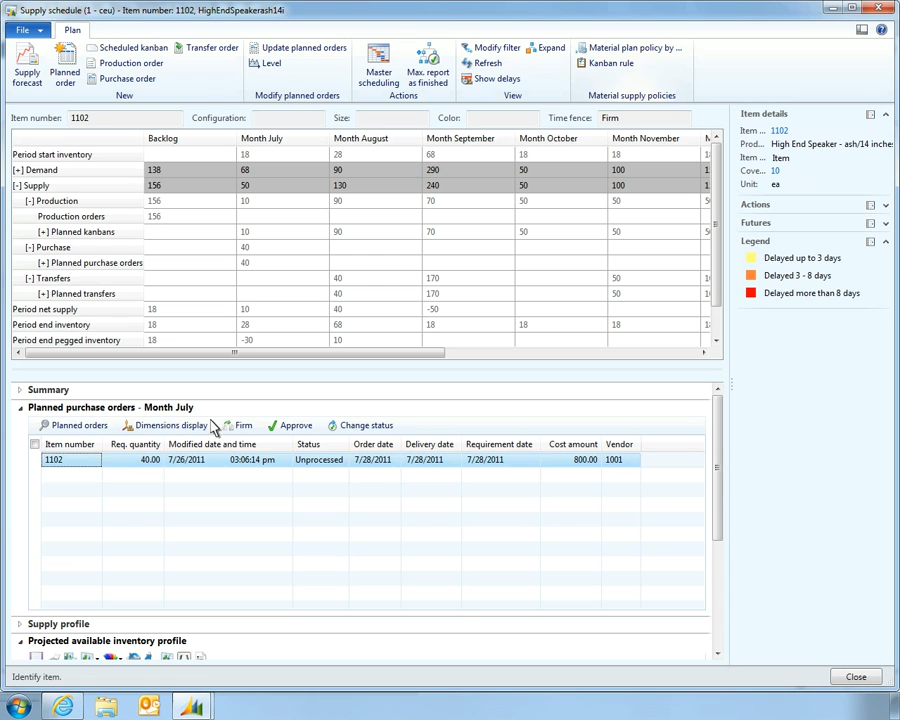 Supply schedule (1 - ceu) - Item number: 1102, HighEndSpeakerash14i
File Plan
Supply forecast
Planned order
Scheduled kanban
Production order
Purchase order
Transfer order
New
Update planned orders
Level
Modify planned orders
Master scheduling
Max. report as finished
Actions
Modify filter
Refresh
Show delays
Expand
View
Material plan policy by ...
Kanban rule
Material supply policies
Item number: 1102 Configuration: Size: Color: Time fence: Firm
Backlog Month July Month August Month September Month October Month November
Period start inventory 18 28 68 18 18
[+] Demand 138 68 90 290 50 100
[-] Supply 156 50 130 240 50 100
[-] Production 156 10 90 70 50 50
Production orders 156
[+] Planned kanbans 10 90 70 50 50
[-] Purchase 40
[+] Planned purchase orders 40
[-] Transfers 40 170 50
[+] Planned transfers 40 170 50
Period net supply 18 10 40 -50
Period end inventory 18 28 68 18 18 18
Period end pegged inventory 18 -30 10
Item details
Item ... 1102
Prod... High End Speaker - ash/14 inches
Item ... Item
Cove... 10
Unit: ea
Actions
Futures
Legend
Delayed up to 3 days
Delayed 3 - 8 days
Delayed more than 8 days
Summary
Planned purchase orders - Month July
Planned orders Dimensions display Firm Approve Change status
Item number Req. quantity Modified date and time Status Order date Delivery date Requirement date Cost amount Vendor
1102 40.00 7/26/2011 03:06:14 pm Unprocessed 7/28/2011 7/28/2011 7/28/2011 800.00 1001
Supply profile
Projected available inventory profile
Identify item.
Close